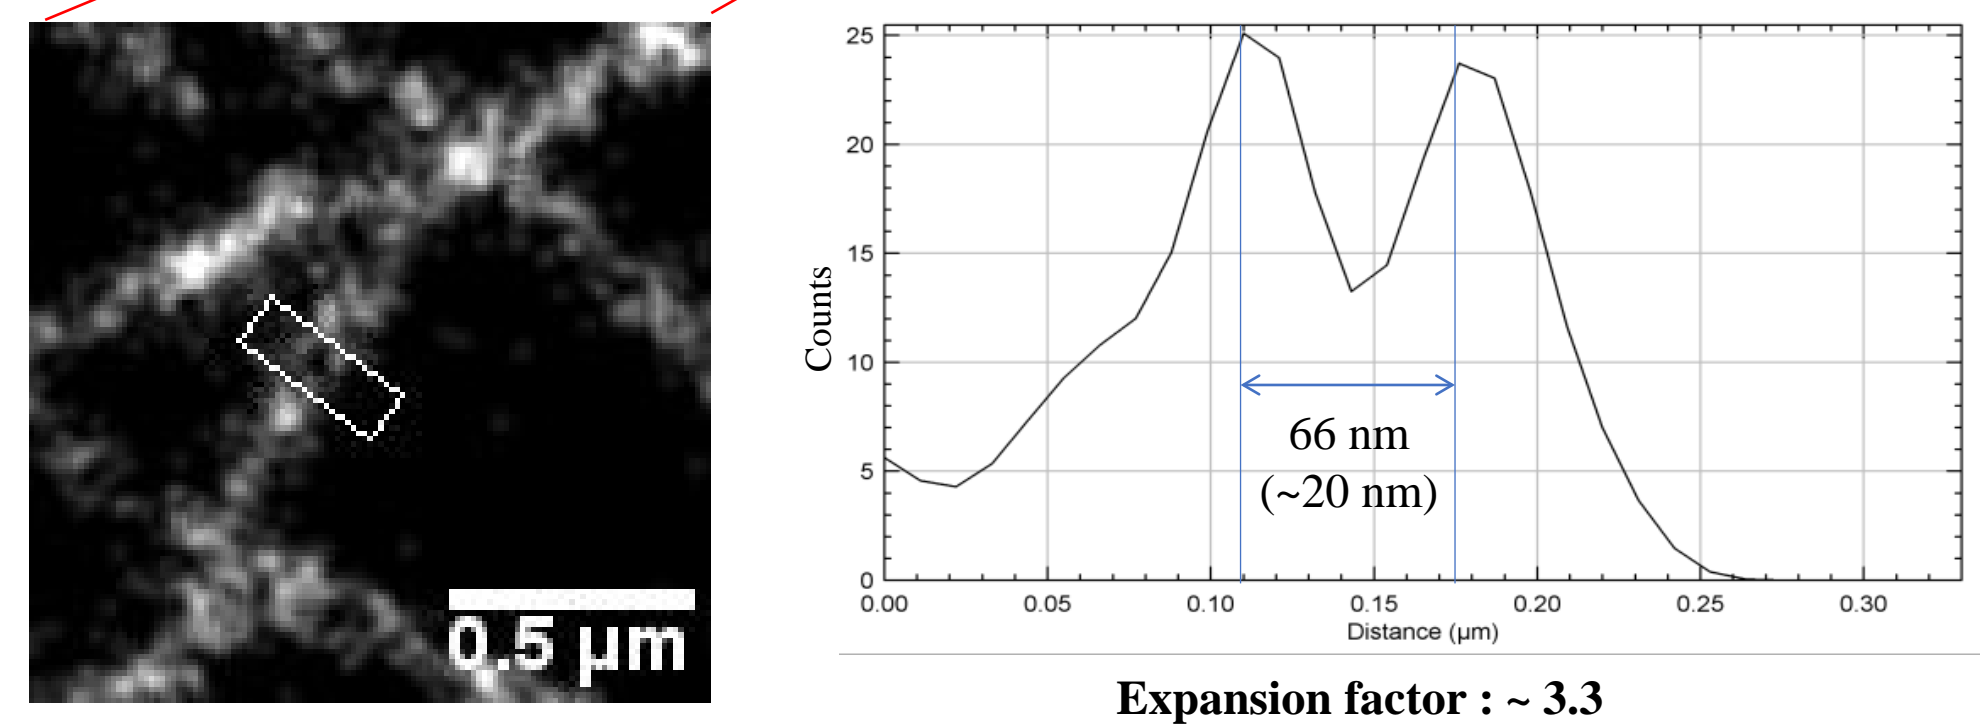 0.5 µm
25
20
15
10
5
0
Counts
66 nm
(~20 nm)
0.00 0.05 0.10 0.15 0.20 0.25 0.30
Distance (µm)
Expansion factor : ~ 3.3